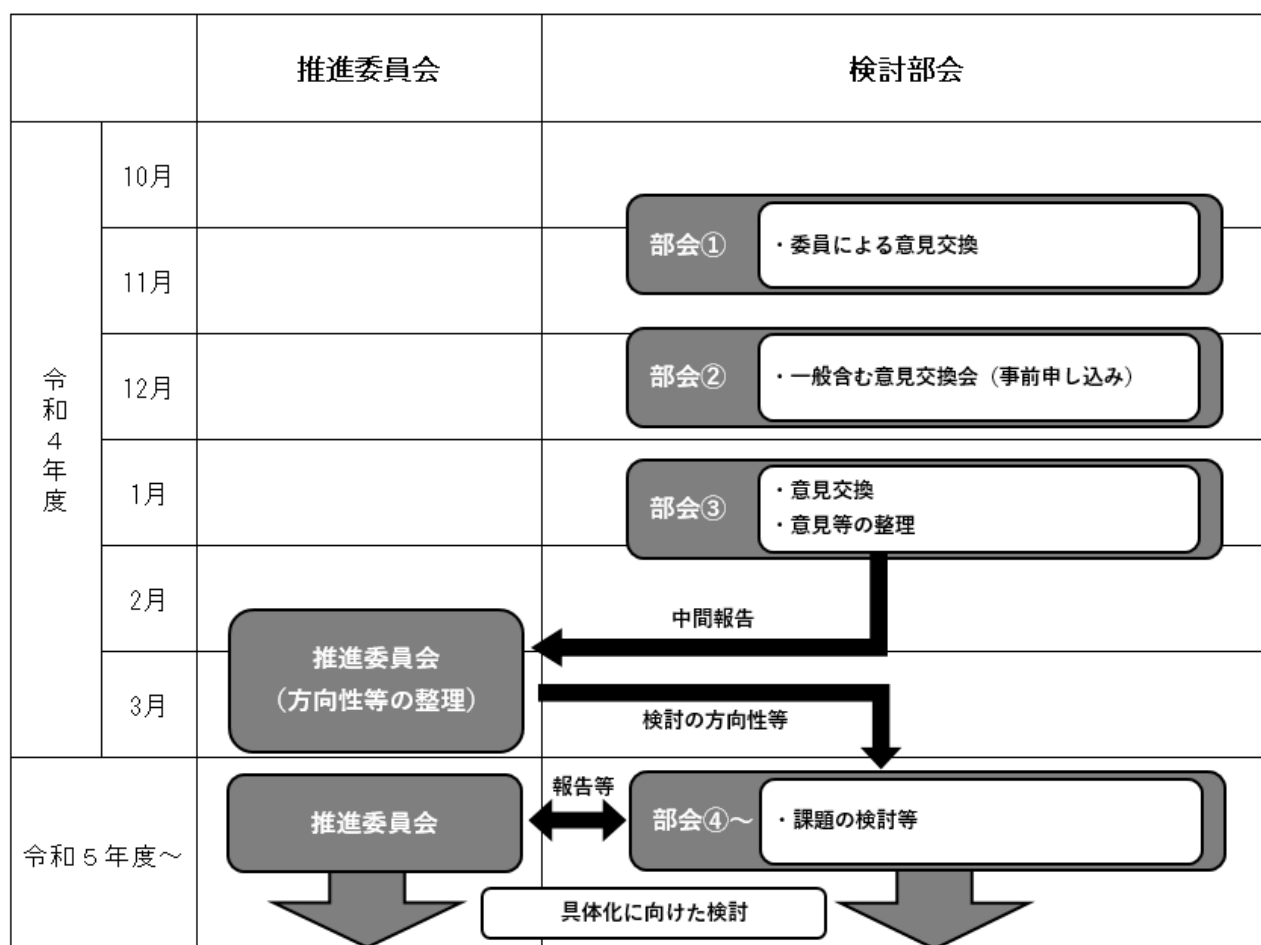 推進委員会
検討部会
令和４年度
10月
部会①
・委員による意見交換
11月
12月
部会②
・一般含む意見交換会（事前申し込み）
1月
部会③
・意見交換
・意見等の整理
2月
中間報告
推進委員会
（方向性等の整理）
3月
検討の方向性等
令和５年度～
推進委員会
報告等
部会④～
・課題の検討等
具体化に向けた検討